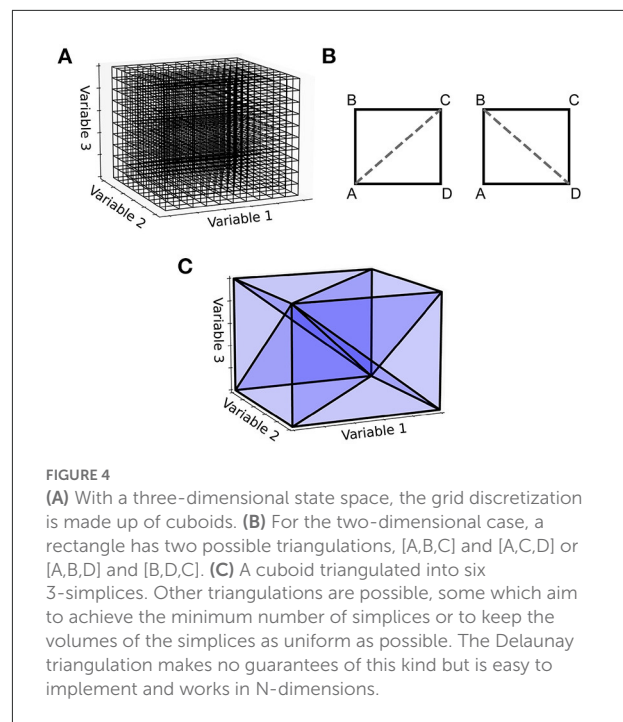 A
Variable 3
Variable 2
Variable 1
B
B C B C
A D A D
C
Variable 3
Variable 2
Variable 1
FIGURE 4
(A) With a three-dimensional state space, the grid discretization
is made up of cuboids. (B) For the two-dimensional case, a
rectangle has two possible triangulations, [A,B,C] and [A,C,D] or
[A,B,D] and [B,D,C]. (C) A cuboid triangulated into six
3-simplices. Other triangulations are possible, some which aim
to achieve the minimum number of simplices or to keep the
volumes of the simplices as uniform as possible. The Delaunay
triangulation makes no guarantees of this kind but is easy to
implement and works in N-dimensions.